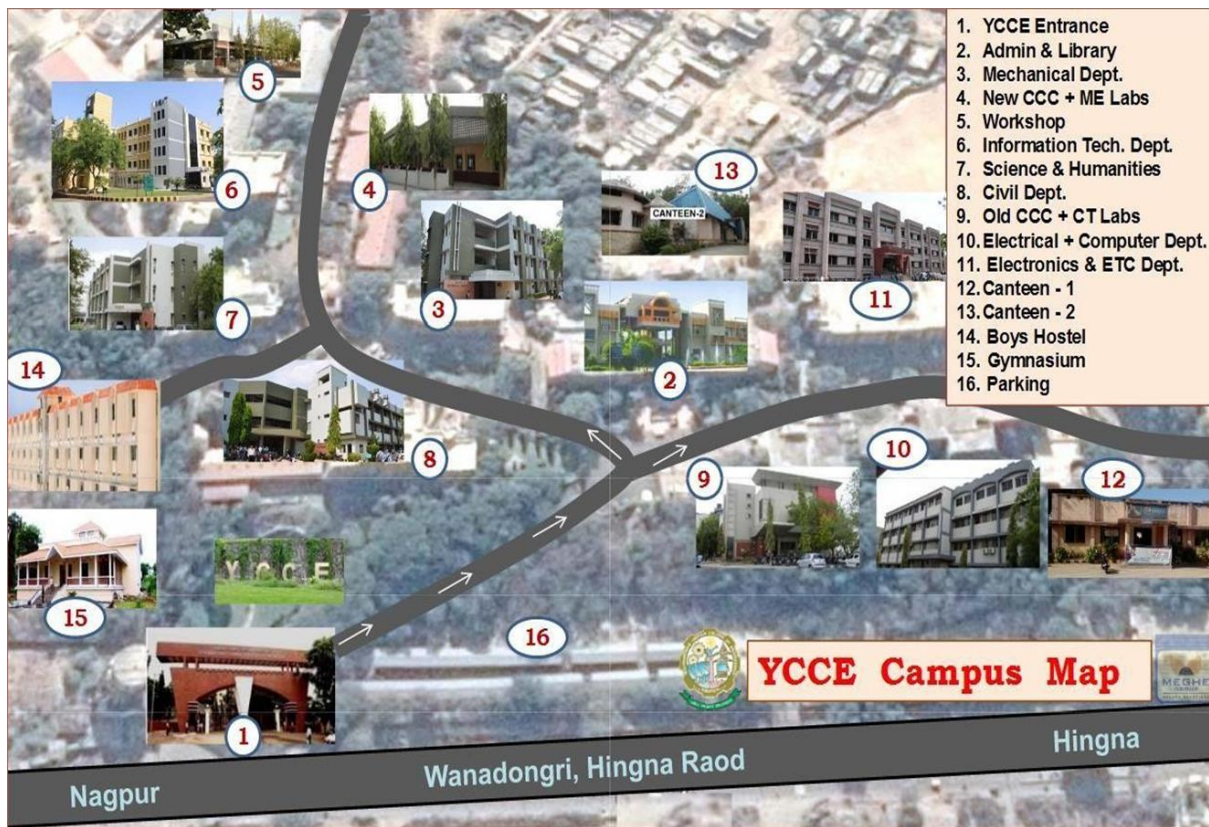 1. YCCE Entrance
2. Admin & Library
3. Mechanical Dept.
4. New CCC + ME Labs
5. Workshop
6. Information Tech. Dept.
7. Science & Humanities
8. Civil Dept.
9. Old CCC + CT Labs
10. Electrical + Computer Dept.
11. Electronics & ETC Dept.
12. Canteen - 1
13. Canteen - 2
14. Boys Hostel
15. Gymnasium
16. Parking
5
6
4
13
CANTEEN-2
7
3
11
14
2
8
9
10
12
YCCE
15
16
1
YCCE Campus Map
MEGHE
Nagpur
Wanadongri, Hingna Raod
Hingna